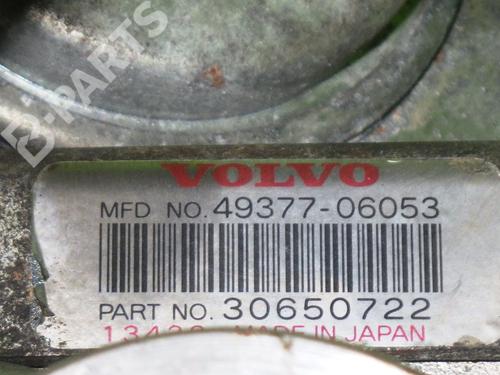 B-PARTS
VOLVO
MFD NO. 49377-06053
PART NO. 30650722
MADE IN JAPAN